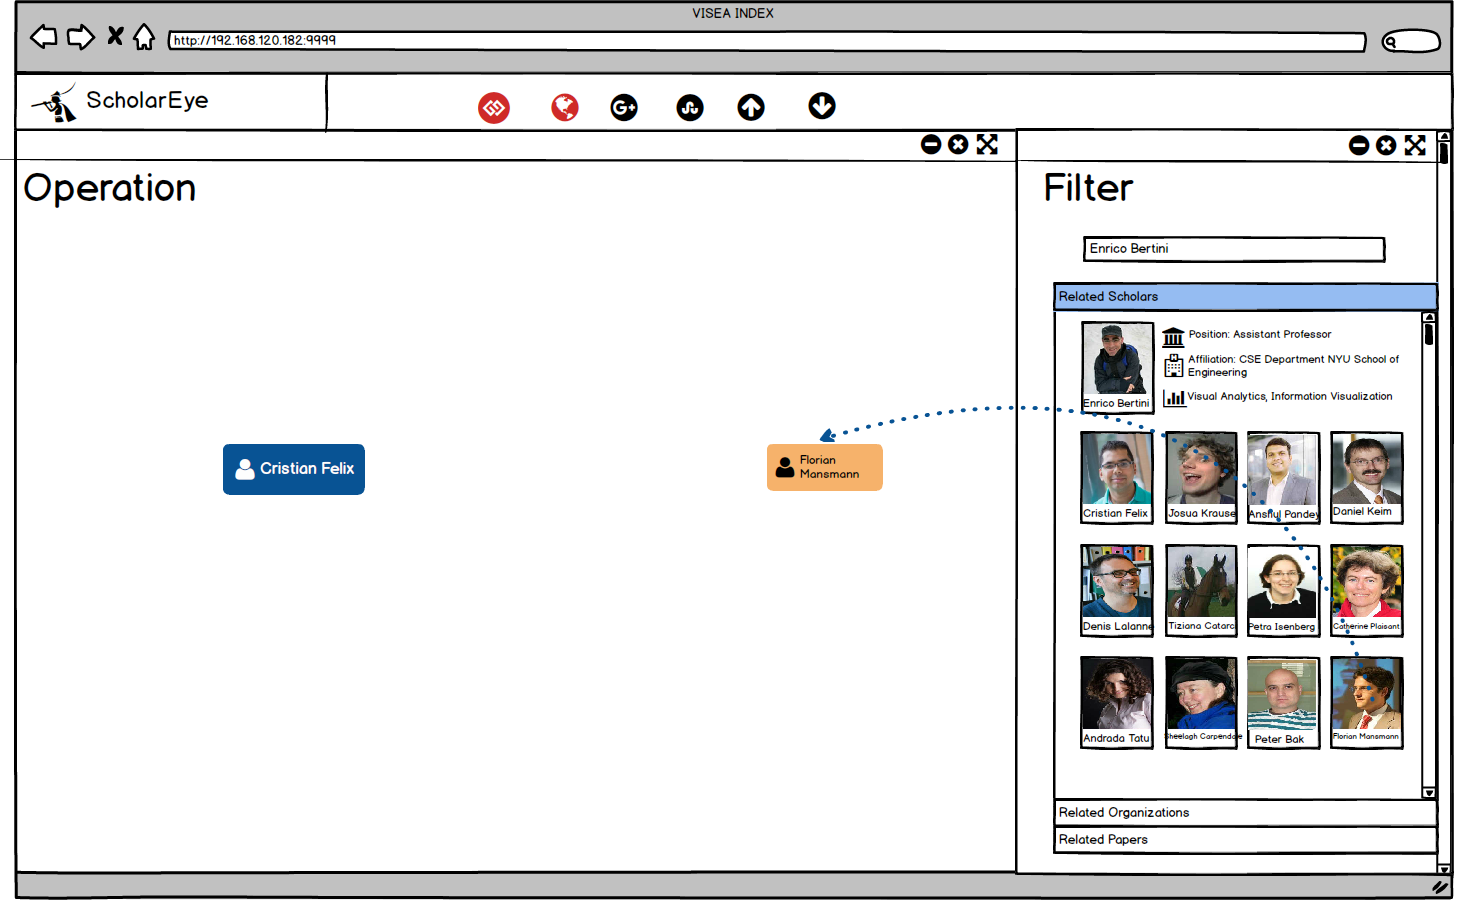 VISEA INDEX
http://192.168.120.182:9999
ScholarEye
Operation
Cristian Felix
Florian
Mansmann
Filter
Enrico Bertini
Related Scholars
Position: Assistant Professor
Affiliation: CSE Department NYU School of
Engineering
Visual Analytics, Information Visualization
Enrico Bertini
Cristian Felix
Josua Krause
Anshul Pandey
Daniel Keim
Denis Lalanne
Tiziana Catarc
Petra Isenberg
Catherine Plaisant
Andrada Tatu
Sheelagh Carpendale
Peter Bak
Florian Mansmann
Related Organizations
Related Papers